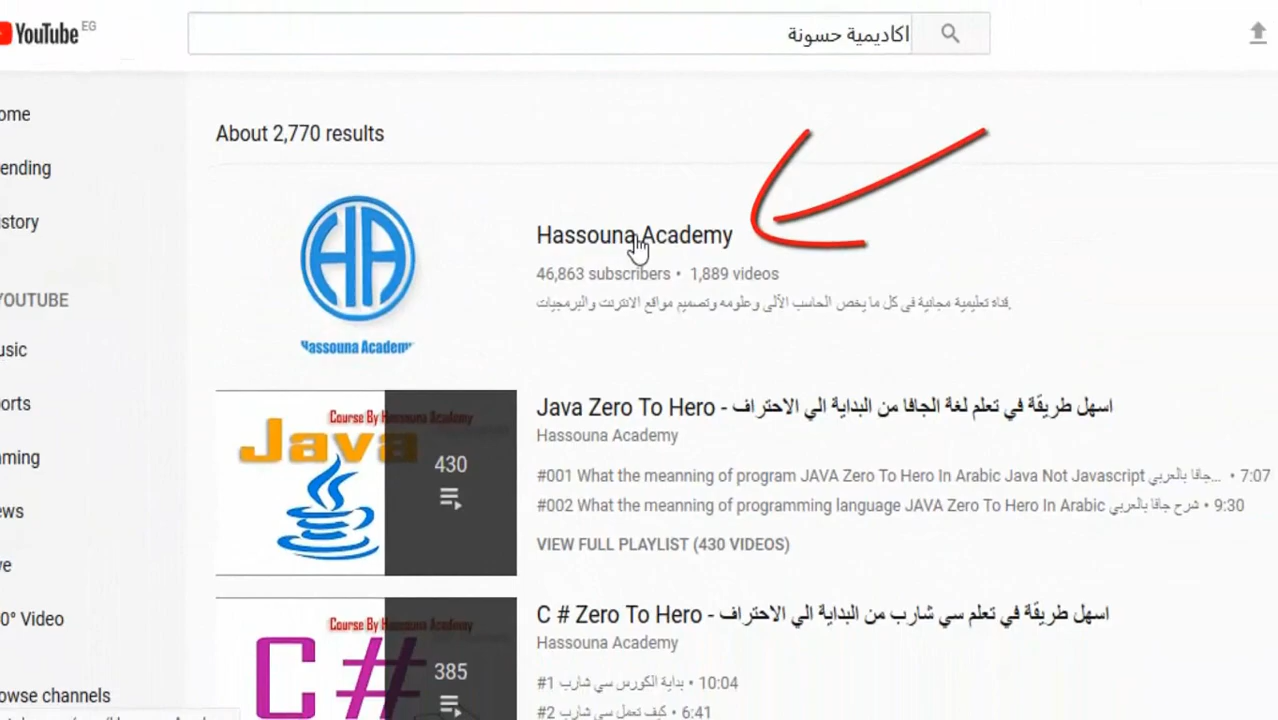 YouTube EG
اكاديمية حسونة
ome
ending
story
YOUTUBE
usic
orts
ming
ews
ve
0° Video
owse channels
About 2,770 results
HA
Hassouna Academy
Hassouna Academy
46,863 subscribers • 1,889 videos
قناه تعليمية مجانية فى كل ما يخص الحاسب الآلى وعلومه وتصميم مواقع الانترنت والبرمجيات.
Course By Hassouna Academy
Java
430
Java Zero To Hero - اسهل طريقة في تعلم لغة الجافا من البداية الي الاحتراف
Hassouna Academy
#001 What the meanning of program JAVA Zero To Hero In Arabic Java Not Javascript جافا بالعربي... • 7:07
#002 What the meanning of programming language JAVA Zero To Hero In Arabic شرح جافا بالعربي • 9:30
VIEW FULL PLAYLIST (430 VIDEOS)
Course By Hassouna Academy
C#
385
C # Zero To Hero - اسهل طريقة في تعلم سي شارب من البداية الي الاحتراف
Hassouna Academy
#1 بداية الكورس سي شارب • 10:04
#2 كيف تعمل سي شارب • 6:41